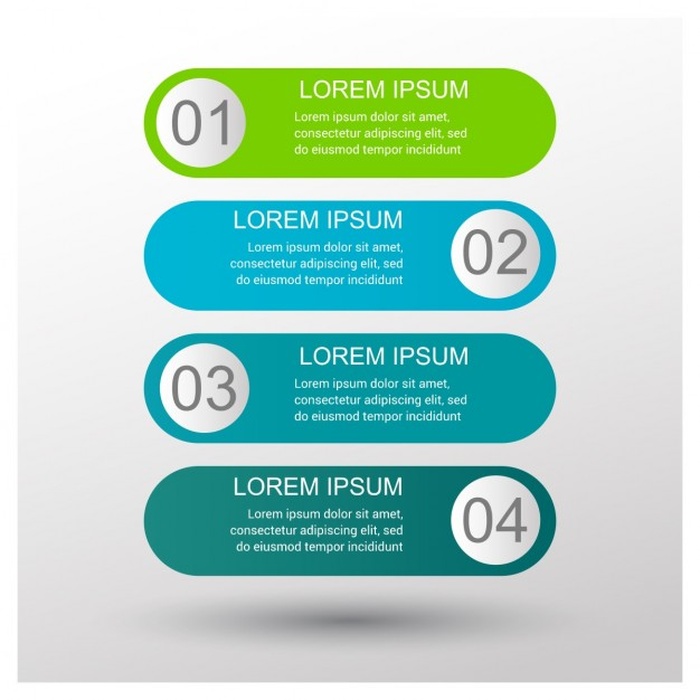 01
LOREM IPSUM
Lorem ipsum dolor sit amet,
consectetur adipiscing elit, sed
do eiusmod tempor incididunt
LOREM IPSUM
Lorem ipsum dolor sit amet,
consectetur adipiscing elit, sed
do eiusmod tempor incididunt
02
03
LOREM IPSUM
Lorem ipsum dolor sit amet,
consectetur adipiscing elit, sed
do eiusmod tempor incididunt
LOREM IPSUM
Lorem ipsum dolor sit amet,
consectetur adipiscing elit, sed
do eiusmod tempor incididunt
04